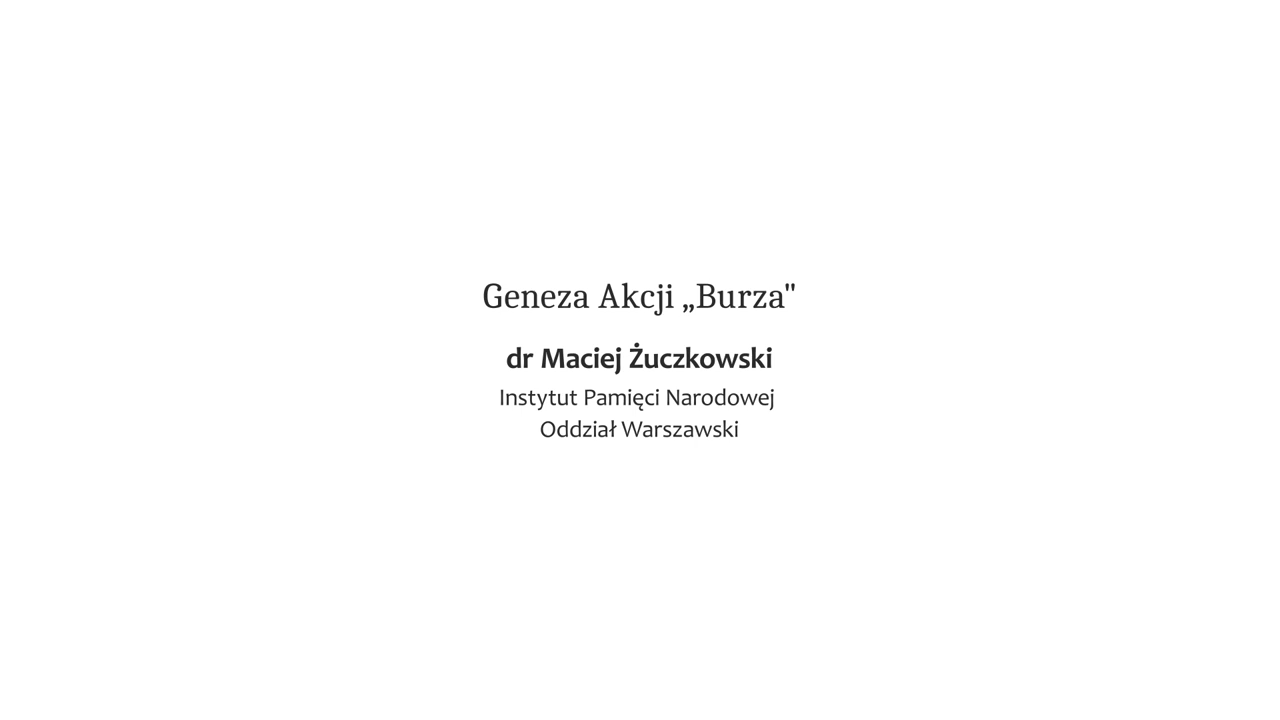 Geneza Akcji „Burza"
dr Maciej Żuczkowski
Instytut Pamięci Narodowej
Oddział Warszawski